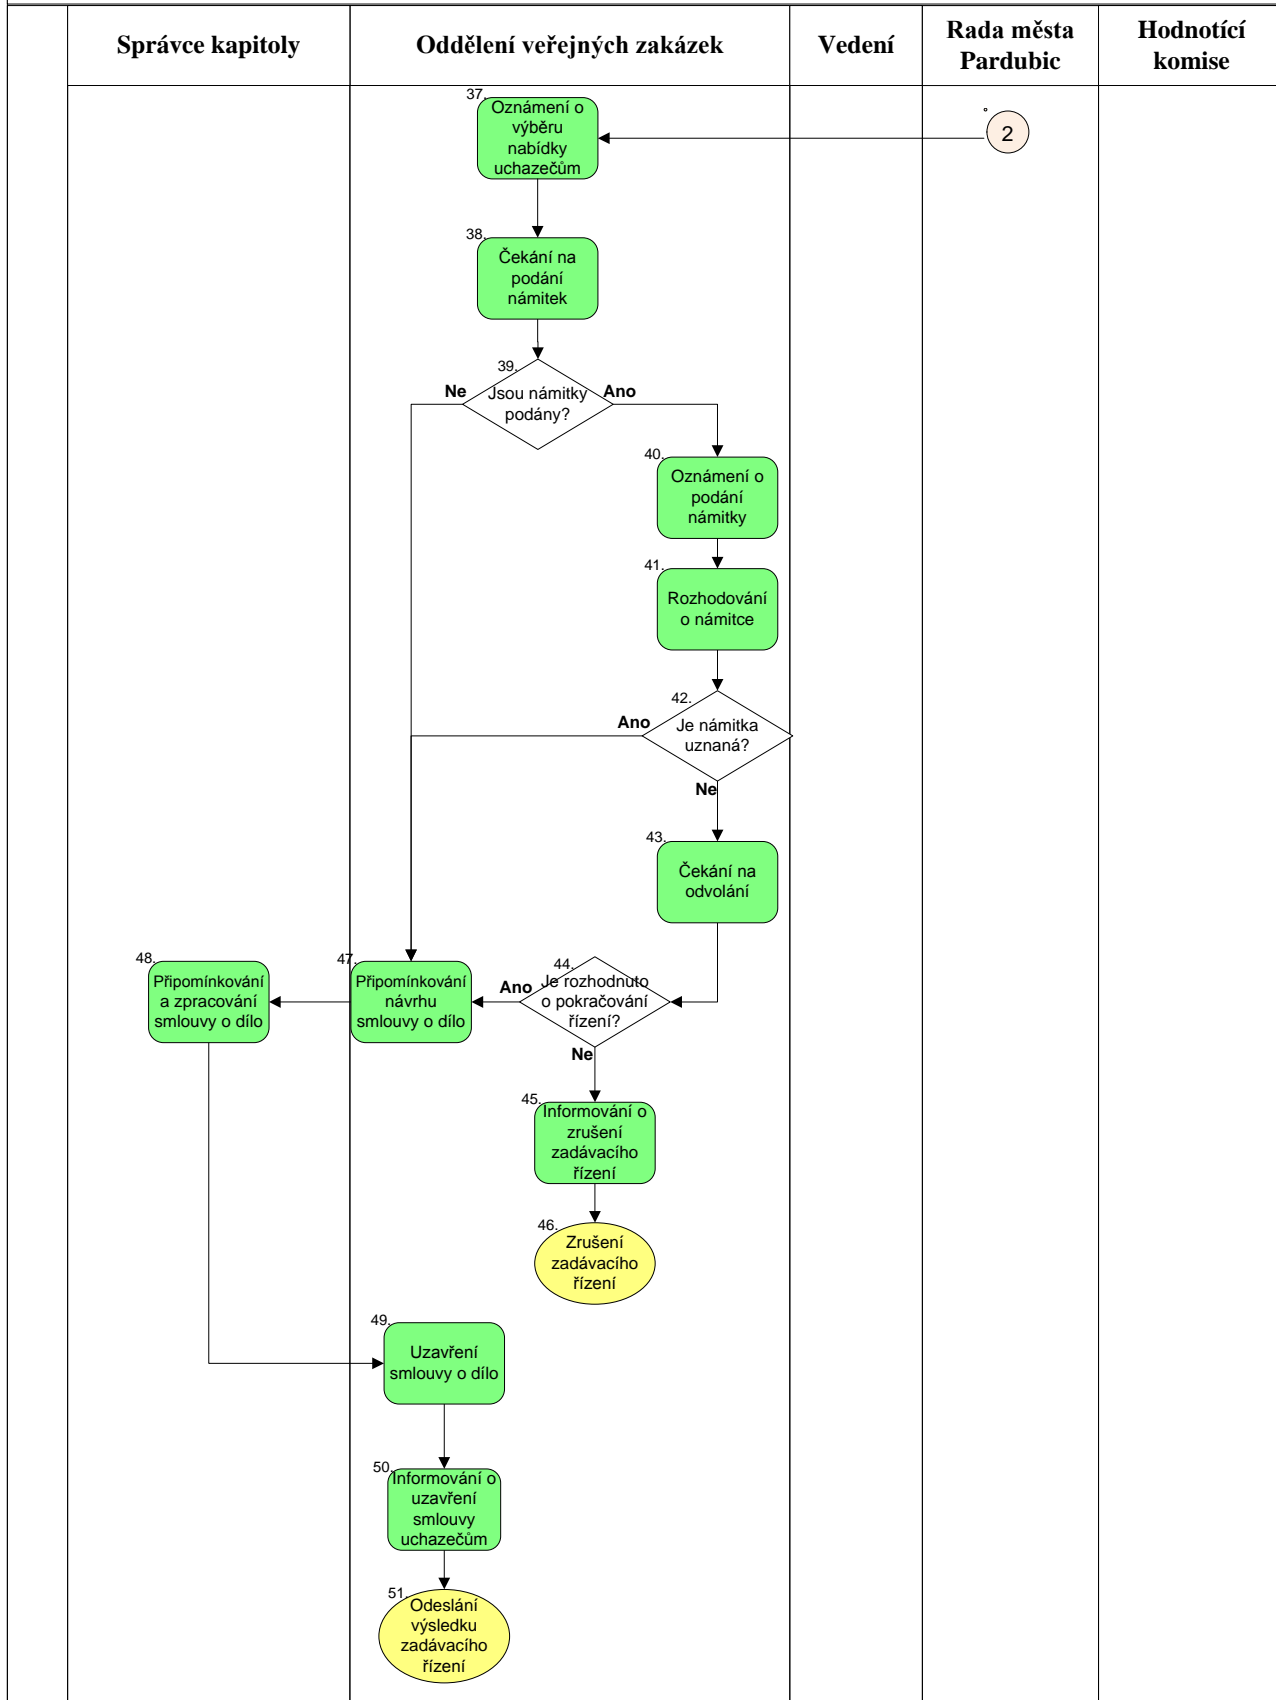 Správce kapitoly
Oddělení veřejných zakázek
Vedení
Rada města
Pardubic
Hodnotící
komise
37.
Oznámení o
výběru
nabídky
uchazečům
2
38.
Čekání na
podání
námitek
39.
Jsou námitky
podány?
Ne
Ano
40.
Oznámení o
podání
námitky
41.
Rozhodování
o námitce
42.
Je námitka
uznaná?
Ano
Ne
43.
Čekání na
odvolání
44.
Je rozhodnuto
o pokračování
řízení?
Ano
Ne
47.
Připomínkování
návrhu
smlouvy o dílo
48.
Připomínkování
a zpracování
smlouvy o dílo
45.
Informování o
zrušení
zadávacího
řízení
46.
Zrušení
zadávacího
řízení
49.
Uzavření
smlouvy o dílo
50.
Informování o
uzavření
smlouvy
uchazečům
51.
Odeslání
výsledku
zadávacího
řízení